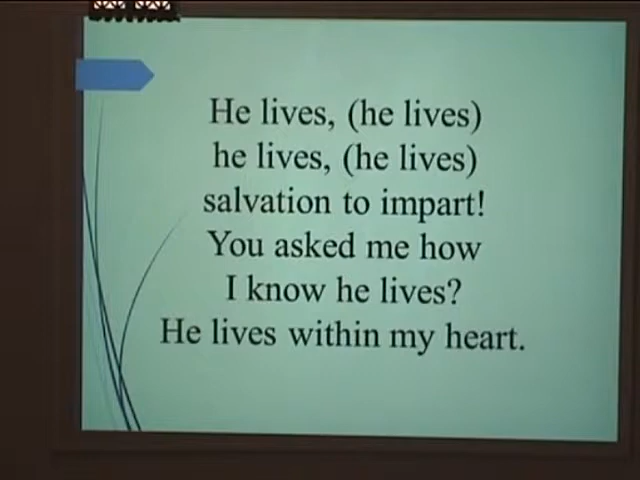 He lives, (he lives)
he lives, (he lives)
salvation to impart!
You asked me how
I know he lives?
He lives within my heart.